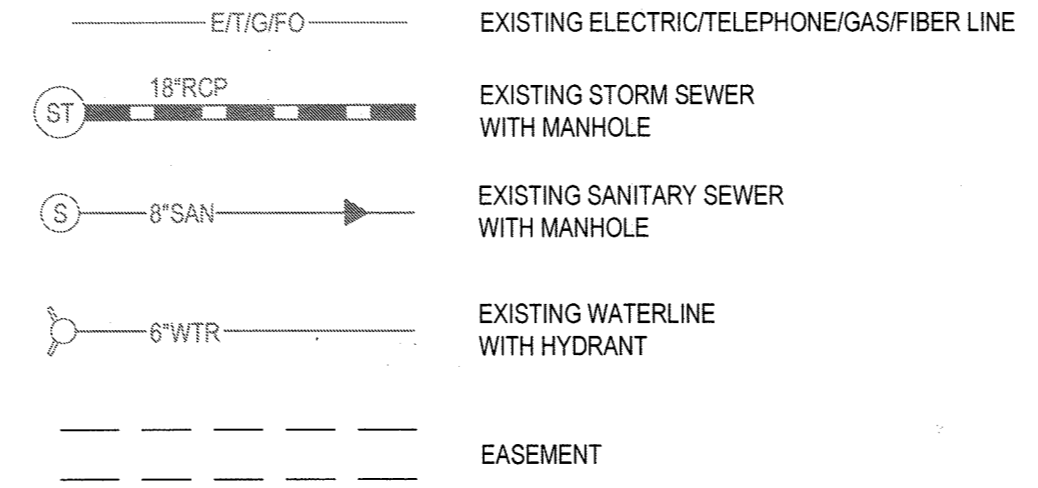 E/T/G/FO EXISTING ELECTRIC/TELEPHONE/GAS/FIBER LINE
18"RCP
ST
EXISTING STORM SEWER
WITH MANHOLE
S 8"SAN
EXISTING SANITARY SEWER
WITH MANHOLE
6"WTR
EXISTING WATERLINE
WITH HYDRANT
EASEMENT